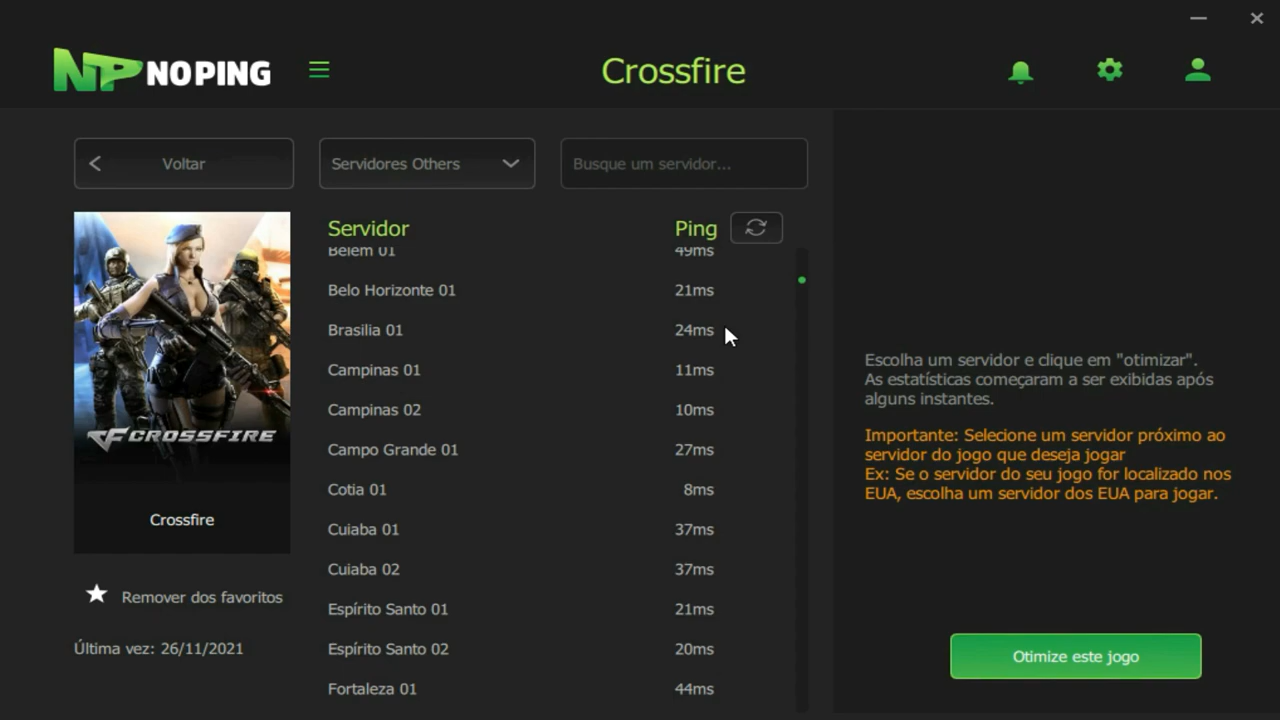 NP NOPING
Crossfire
Voltar
Servidores Others
Busque um servidor...
Servidor Ping
Belem 01 49ms
Belo Horizonte 01 21ms
Brasilia 01 24ms
Campinas 01 11ms
Campinas 02 10ms
Campo Grande 01 27ms
Cotia 01 8ms
Cuiaba 01 37ms
Cuiaba 02 37ms
Espírito Santo 01 21ms
Espírito Santo 02 20ms
Fortaleza 01 44ms
CF CROSSFIRE
Crossfire
Remover dos favoritos
Última vez: 26/11/2021
Escolha um servidor e clique em "otimizar".
As estatísticas começaram a ser exibidas após
alguns instantes.
Importante: Selecione um servidor próximo ao
servidor do jogo que deseja jogar
Ex: Se o servidor do seu jogo for localizado nos
EUA, escolha um servidor dos EUA para jogar.
Otimize este jogo